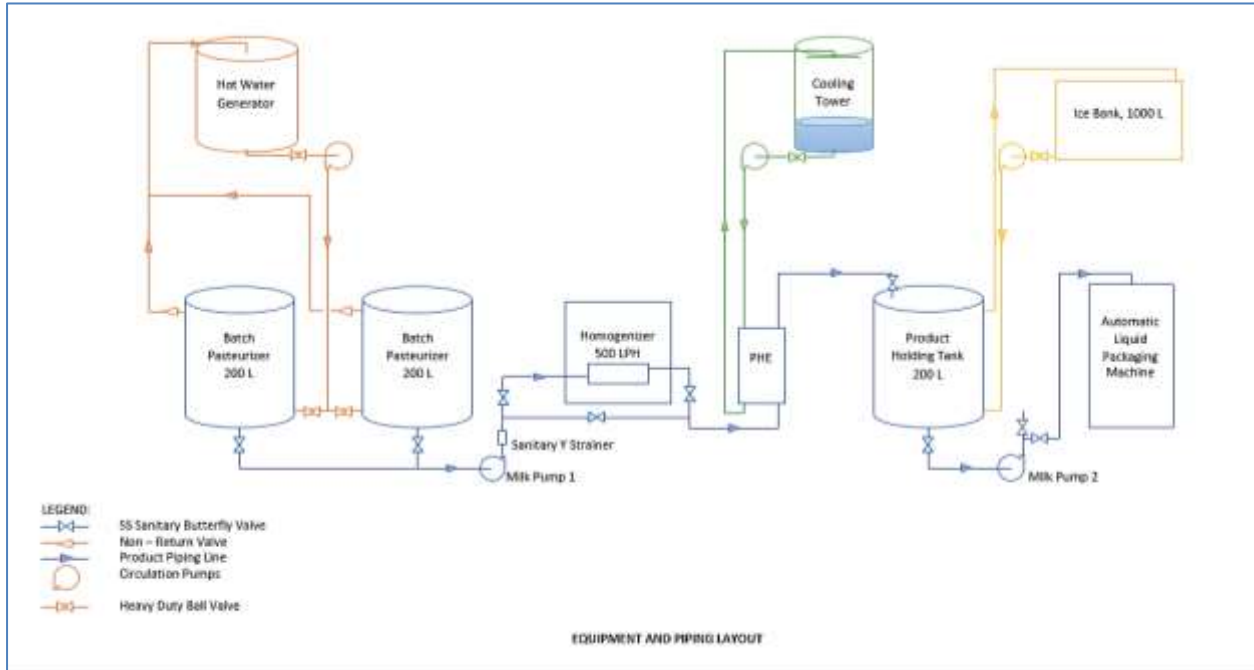 Hot Water
Generator
Cooling
Tower
Ice Bank, 1000 L
Batch
Pasteurizer
200 L
Batch
Pasteurizer
200 L
Homogenizer
500 LPH
PHE
Product
Holding Tank
200 L
Automatic
Liquid
Packaging
Machine
Sanitary Y Strainer
Milk Pump 1
Milk Pump 2
LEGEND:
SS Sanitary Butterfly Valve
Non – Return Valve
Product Piping Line
Circulation Pumps
Heavy Duty Ball Valve
EQUIPMENT AND PIPING LAYOUT